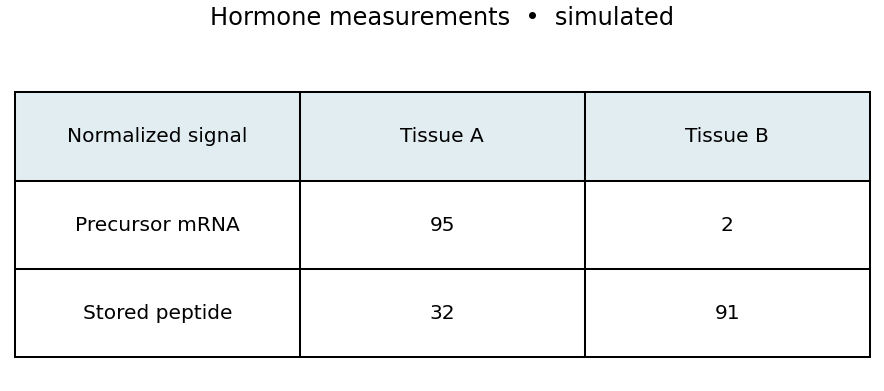 Hormone measurements • simulated
Normalized signal Tissue A Tissue B
Precursor mRNA 95 2
Stored peptide 32 91